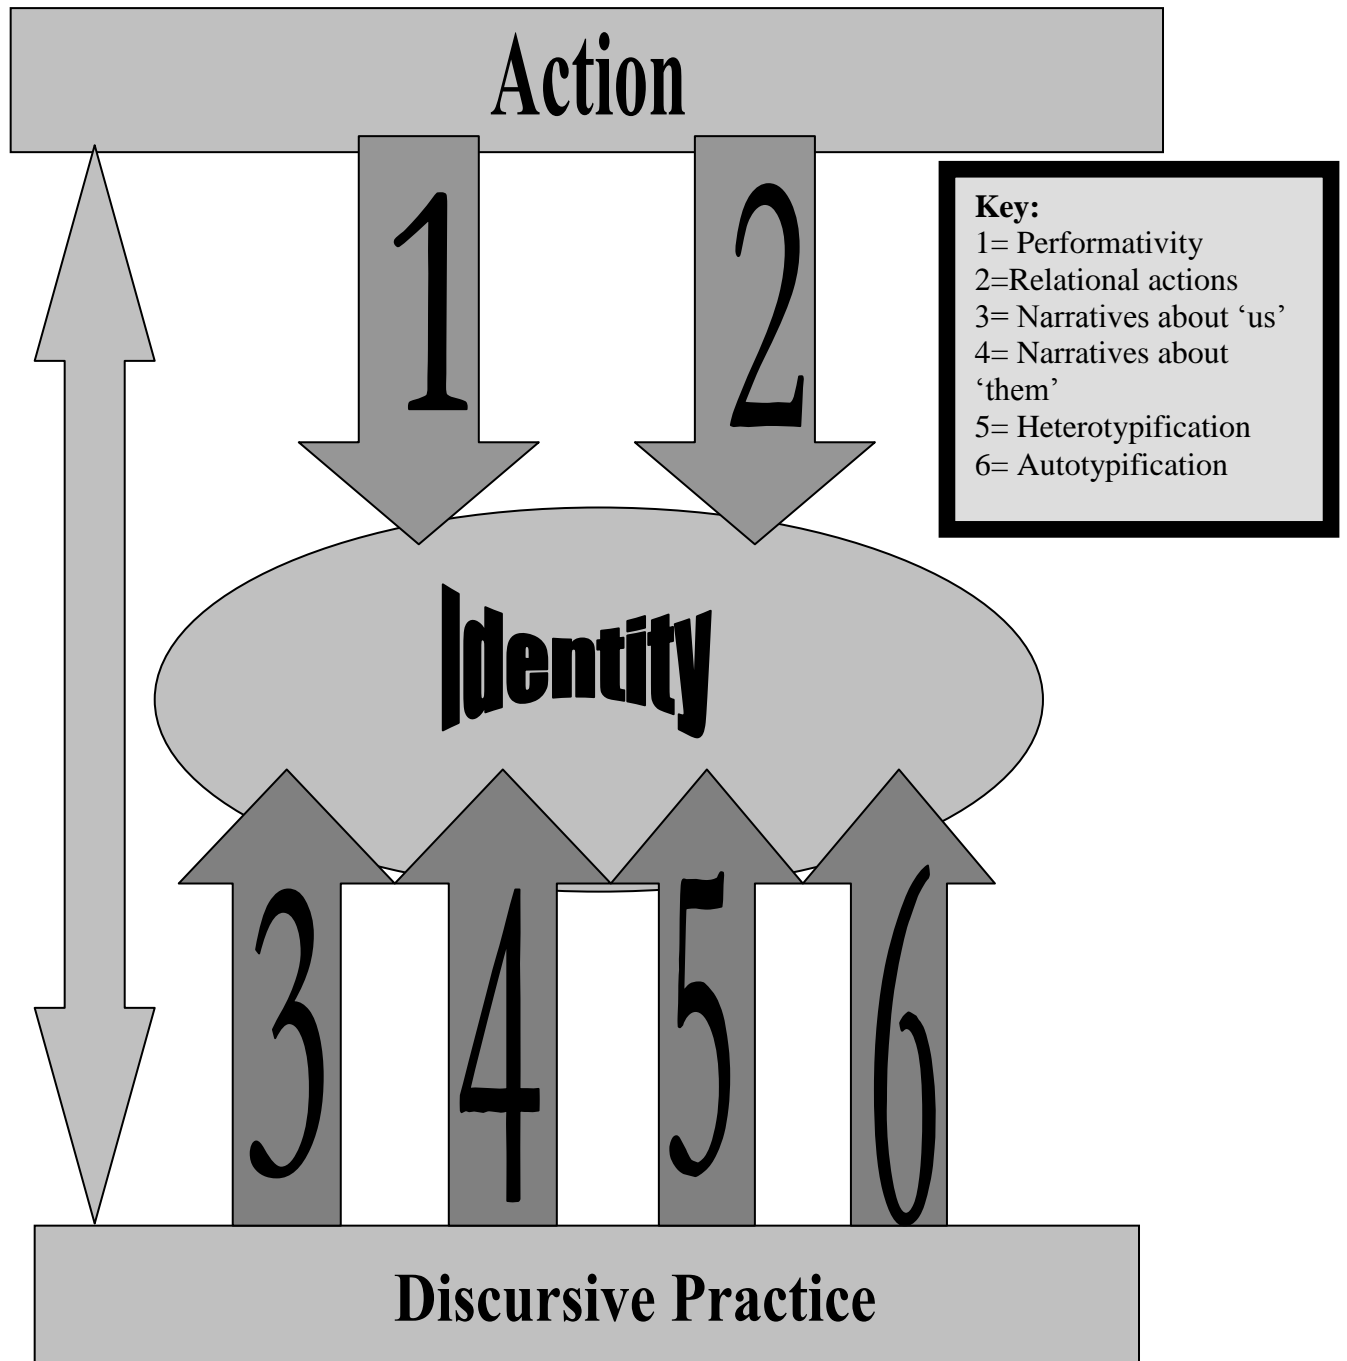 Action
1 2
Key:
1= Performativity
2=Relational actions
3= Narratives about ‘us’
4= Narratives about
‘them’
5= Heterotypification
6= Autotypification
Identity
3 4 5 6
Discursive Practice